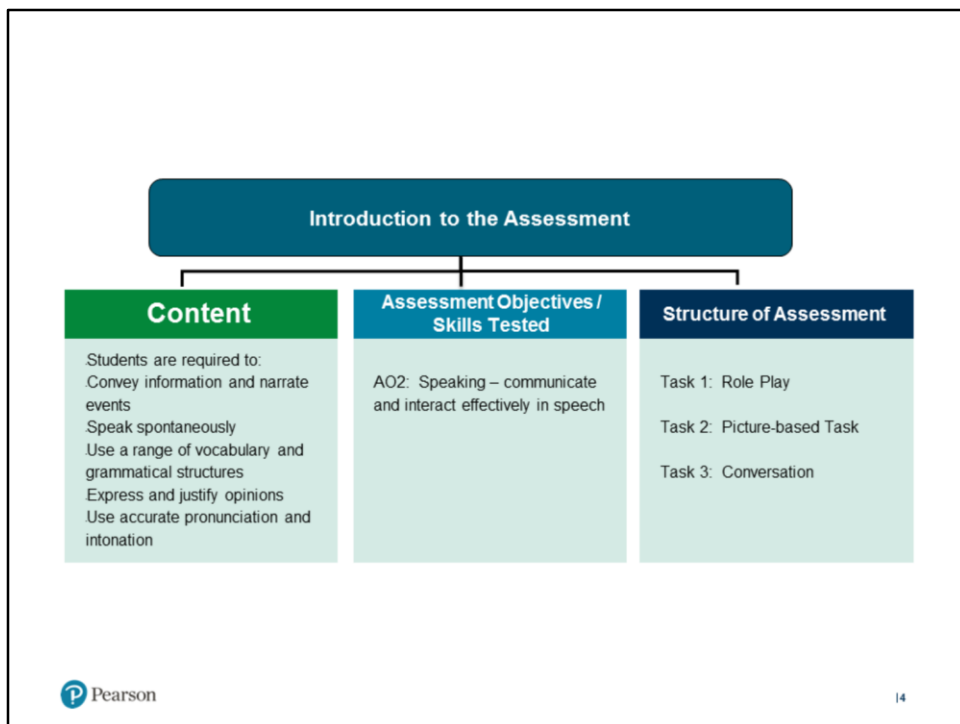 Introduction to the Assessment
Content
Students are required to:
Convey information and narrate
events
Speak spontaneously
Use a range of vocabulary and
grammatical structures
Express and justify opinions
Use accurate pronunciation and
intonation
Assessment Objectives /
Skills Tested
AO2: Speaking – communicate
and interact effectively in speech
Structure of Assessment
Task 1: Role Play
Task 2: Picture-based Task
Task 3: Conversation
P Pearson
|4